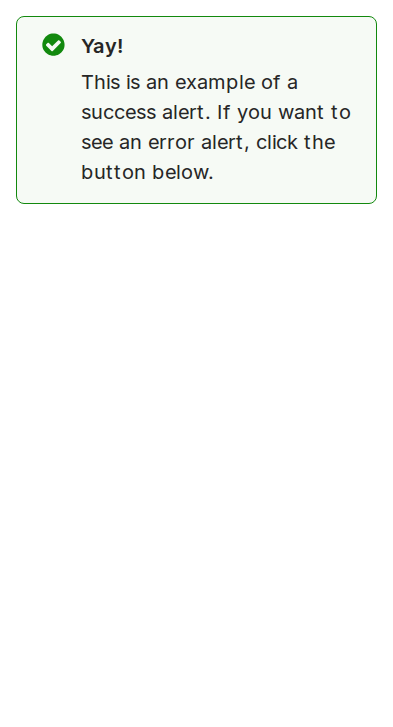 Yay!
This is an example of a
success alert. If you want to
see an error alert, click the
button below.